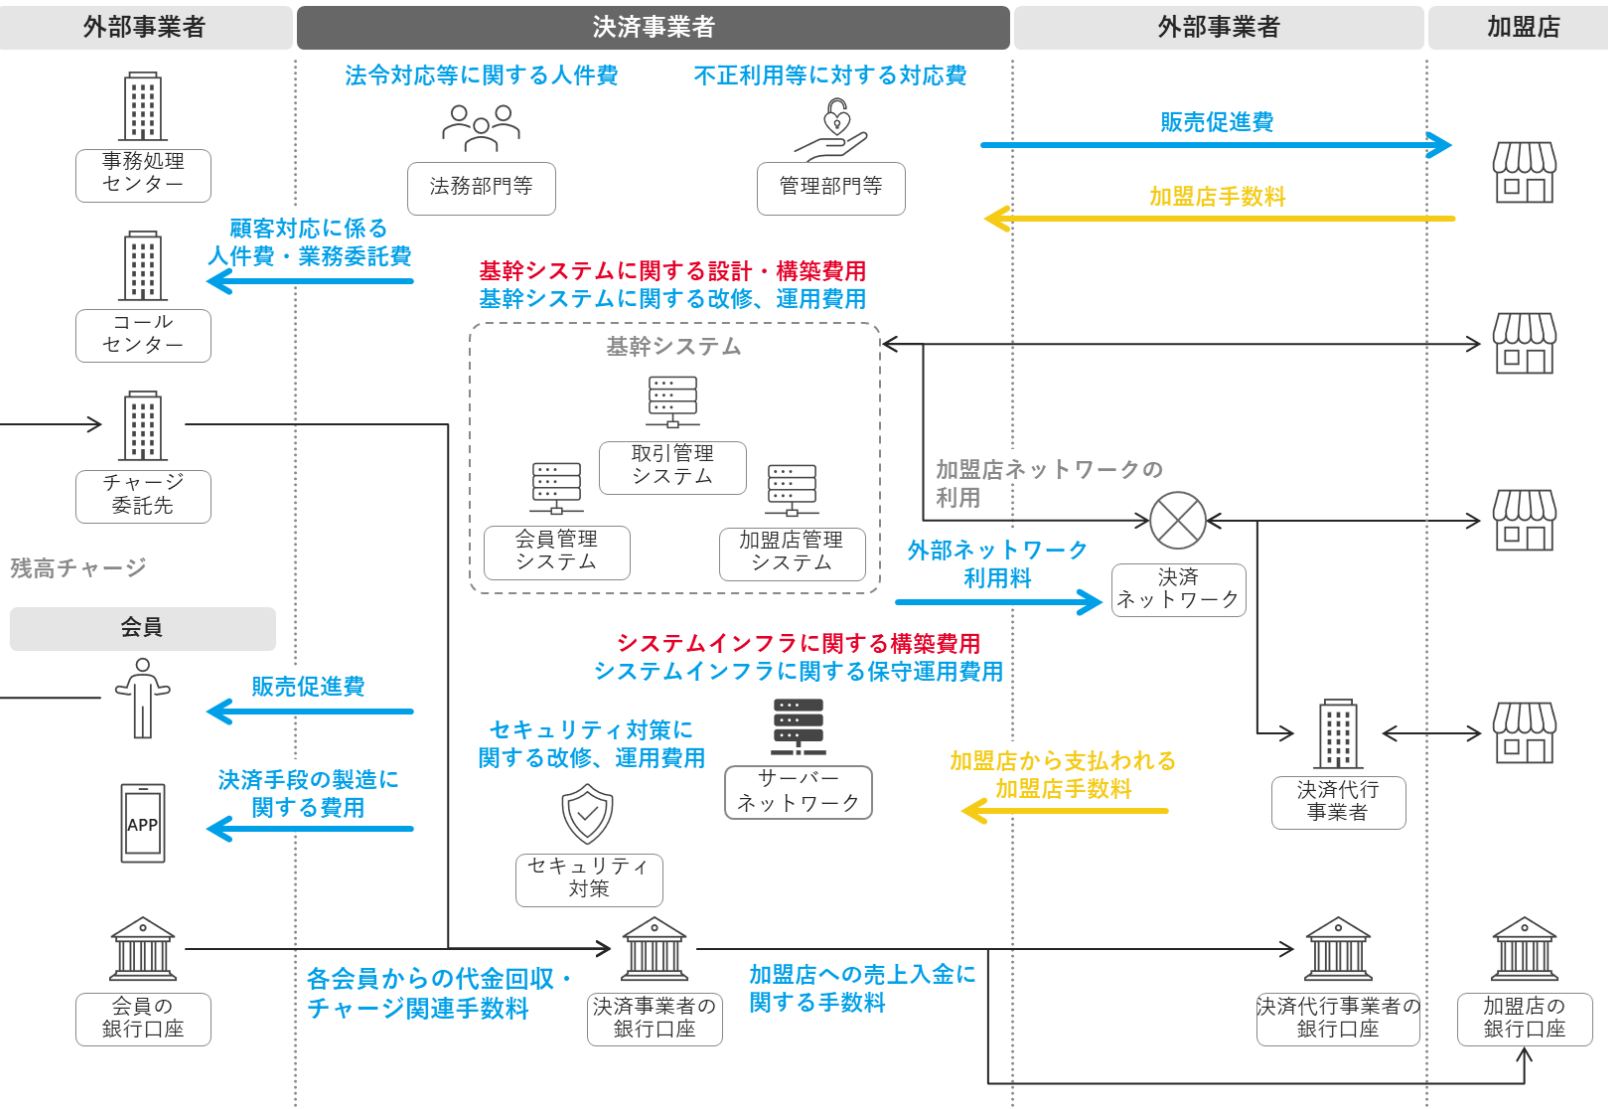 外部事業者
決済事業者
外部事業者
加盟店
法令対応等に関する人件費
不正利用等に対する対応費
販売促進費
事務処理
センター
法務部門等
管理部門等
加盟店手数料
顧客対応に係る
人件費・業務委託費
基幹システムに関する設計・構築費用
基幹システムに関する改修、運用費用
コール
センター
基幹システム
取引管理
システム
加盟店ネットワークの
利用
チャージ
委託先
会員管理
システム
加盟店管理
システム
外部ネットワーク
利用料
決済
ネットワーク
残高チャージ
会員
システムインフラに関する構築費用
システムインフラに関する保守運用費用
販売促進費
セキュリティ対策に
関する改修、運用費用
サーバー
ネットワーク
加盟店から支払われる
加盟店手数料
決済手段の製造に
関する費用
決済代行
事業者
APP
セキュリティ
対策
各会員からの代金回収・
チャージ関連手数料
加盟店への売上入金に
関する手数料
会員の
銀行口座
決済事業者の
銀行口座
決済代行事業者の
銀行口座
加盟店の
銀行口座